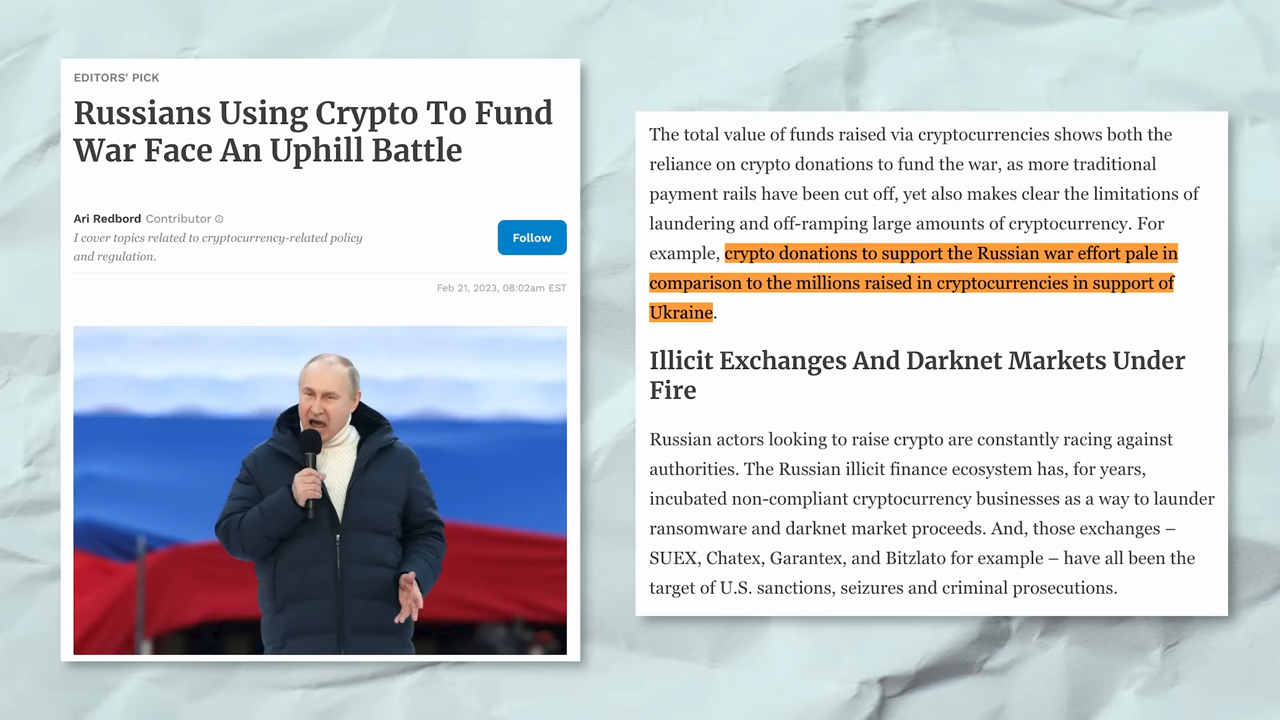 EDITORS' PICK
Russians Using Crypto To Fund
War Face An Uphill Battle
Ari Redbord Contributor
I cover topics related to cryptocurrency-related policy
and regulation.
Follow
Feb 21, 2023, 08:02am EST
The total value of funds raised via cryptocurrencies shows both the
reliance on crypto donations to fund the war, as more traditional
payment rails have been cut off, yet also makes clear the limitations of
laundering and off-ramping large amounts of cryptocurrency. For
example, crypto donations to support the Russian war effort pale in
comparison to the millions raised in cryptocurrencies in support of
Ukraine.
Illicit Exchanges And Darknet Markets Under
Fire
Russian actors looking to raise crypto are constantly racing against
authorities. The Russian illicit finance ecosystem has, for years,
incubated non-compliant cryptocurrency businesses as a way to launder
ransomware and darknet market proceeds. And, those exchanges –
SUEX, Chatex, Garantex, and Bitzlato for example – have all been the
target of U.S. sanctions, seizures and criminal prosecutions.